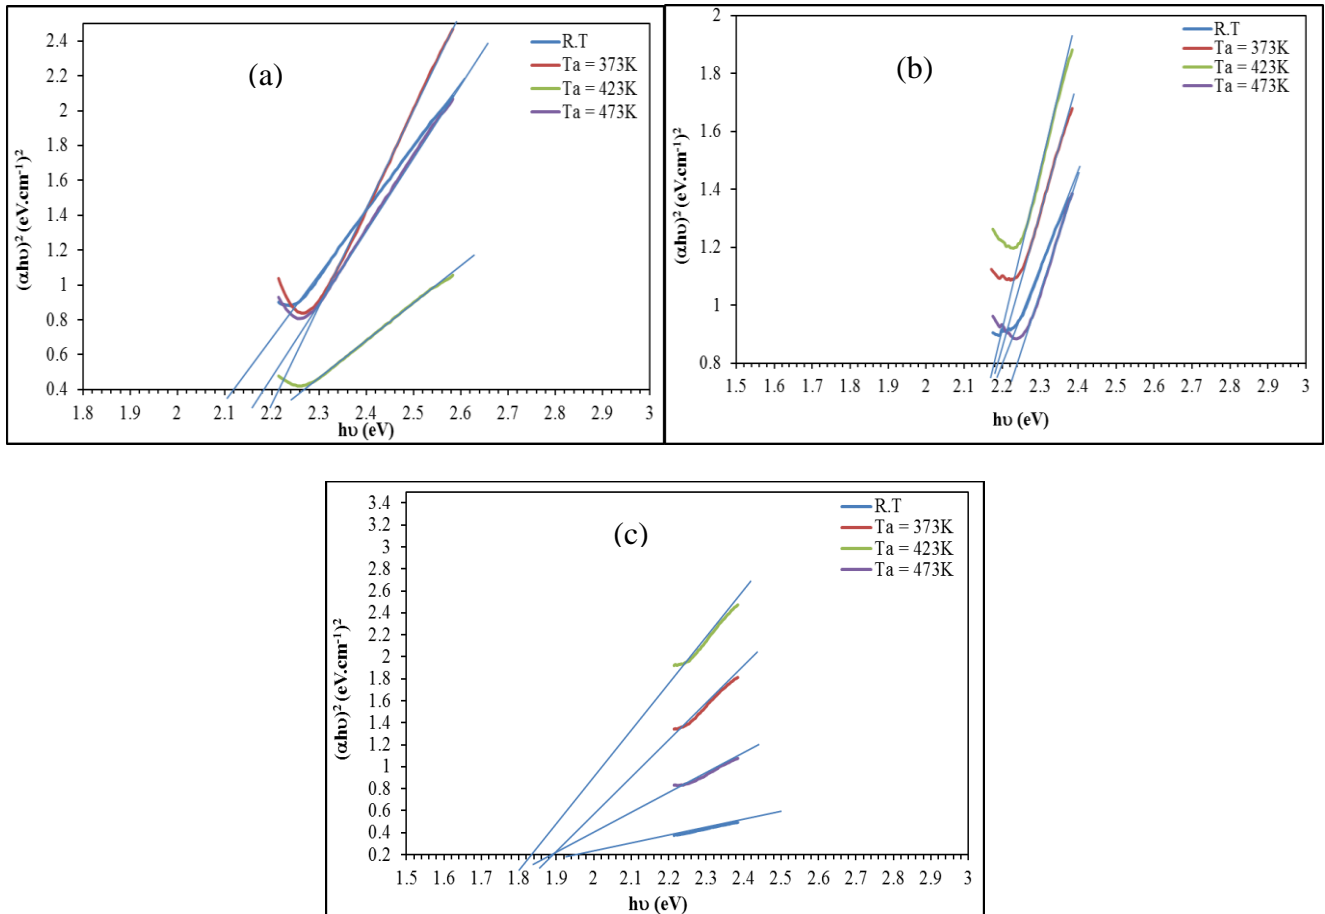 (a)
(αhυ)² (eV.cm⁻¹)²
2.4
2.2
2
1.8
1.6
1.4
1.2
1
0.8
0.6
0.4
R.T
Ta = 373K
Ta = 423K
Ta = 473K
1.8 1.9 2 2.1 2.2 2.3 2.4 2.5 2.6 2.7 2.8 2.9 3
hυ (eV)
(b)
(αhυ)² (eV.cm⁻¹)²
2
1.8
1.6
1.4
1.2
1
0.8
R.T
Ta = 373K
Ta = 423K
Ta = 473K
1.5 1.6 1.7 1.8 1.9 2 2.1 2.2 2.3 2.4 2.5 2.6 2.7 2.8 2.9 3
hυ (eV)
(c)
(αhυ)² (eV.cm⁻¹)²
3.4
3.2
3
2.8
2.6
2.4
2.2
2
1.8
1.6
1.4
1.2
1
0.8
0.6
0.4
0.2
R.T
Ta = 373K
Ta = 423K
Ta = 473K
1.5 1.6 1.7 1.8 1.9 2 2.1 2.2 2.3 2.4 2.5 2.6 2.7 2.8 2.9 3
hυ (eV)